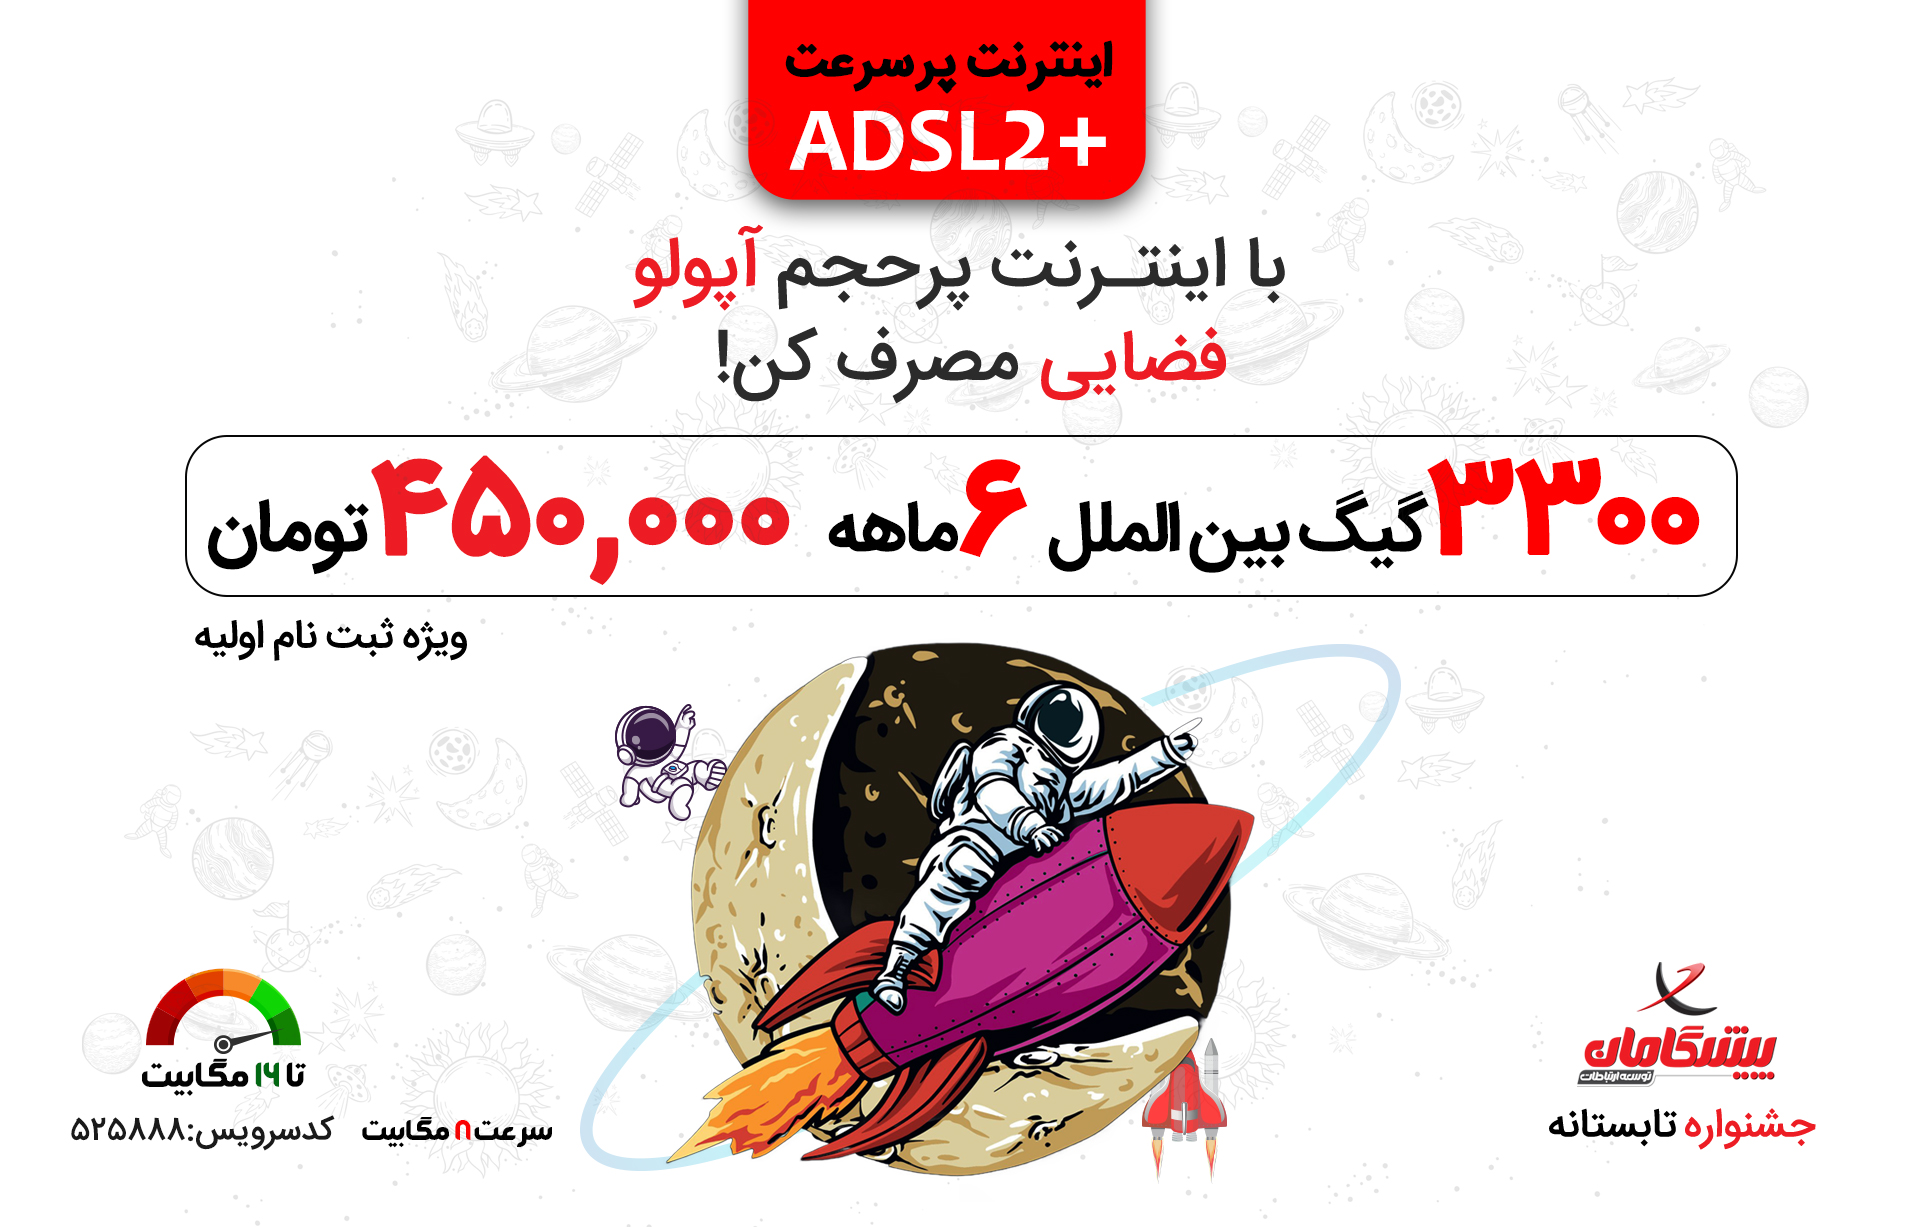 اینترنت پرسرعت
ADSL2+
با اینترنت پرحجم آپولو
فضایی مصرف کن!
۳۳۰۰ گیگ بین الملل ۶ ماهه ۴۵۰,۰۰۰ تومان
ویژه ثبت نام اولیه
پیشگامان
توسعه ارتباطات
جشنواره تابستانه
تا ۱۶ مگابیت
سرعت ۸ مگابیت
کدسرویس:۵۲۵۸۸۸